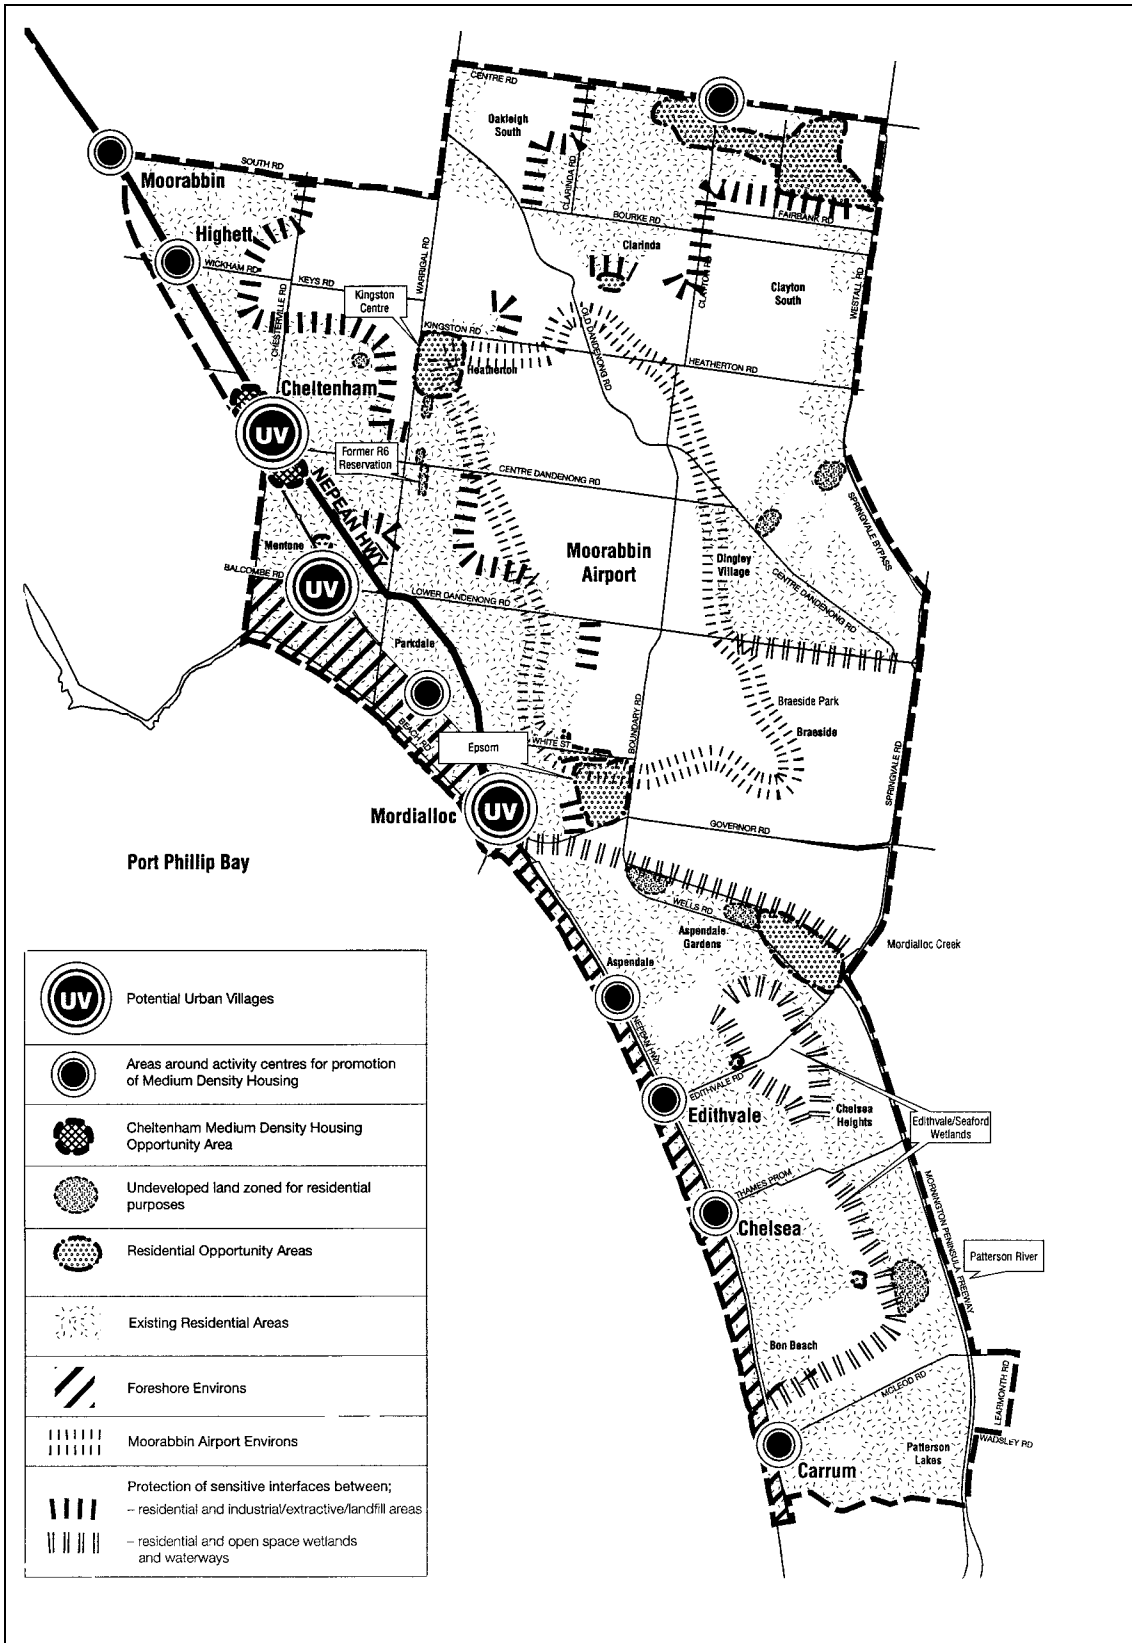 CENTRE RD
Oakleigh
South
CLARINDA RD
SOUTH RD
Moorabbin
BOURKE RD
FAIRBANK RD
Highett
WICKHAM RD
KEYS RD
WARRIGAL RD
Clarinda
CLAYTON RD
Clayton
South
WESTALL RD
Kingston
Centre
CHESTERVILLE RD
KINGSTON RD
OLD DANDENONG RD
HEATHERTON RD
Heatherton
Cheltenham
UV
Former R6
Reservation
CENTRE DANDENONG RD
NEPEAN HWY
SPRINGVALE BYPASS
Mentone
Moorabbin
Airport
Dingley
Village
BALCOMBE RD
UV
LOWER DANDENONG RD
CENTRE DANDENONG RD
Parkdale
BEACH RD
BOUNDARY RD
Braeside Park
Braeside
SPRINGVALE RD
Epsom
WHITE ST
Mordialloc
UV
GOVERNOR RD
Port Phillip Bay
WELLS RD
Aspendale
Gardens
Mordialloc Creek
Aspendale
NEPEAN HWY
EDITHVALE RD
Edithvale
Chelsea
Heights
Edithvale/Seaford
Wetlands
THAMES PROM
Chelsea
MORNINGTON PENINSULA FREEWAY
Patterson River
Bon Beach
MCLEOD RD
LEARMONTH RD
WADSLEY RD
Patterson
Lakes
Carrum
UV
Potential Urban Villages
Areas around activity centres for promotion
of Medium Density Housing
Cheltenham Medium Density Housing
Opportunity Area
Undeveloped land zoned for residential
purposes
Residential Opportunity Areas
Existing Residential Areas
Foreshore Environs
Moorabbin Airport Environs
Protection of sensitive interfaces between;
– residential and industrial/extractive/landfill areas
– residential and open space wetlands
and waterways